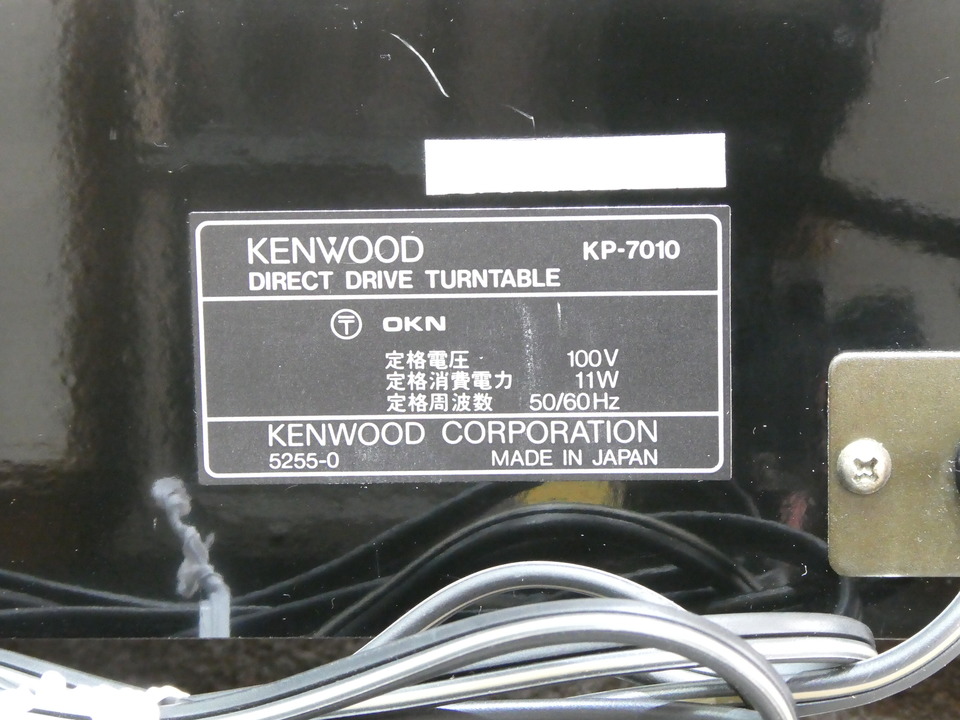 KENWOOD KP-7010
DIRECT DRIVE TURNTABLE
〒 OKN
定格電圧 100V
定格消費電力 11W
定格周波数 50/60Hz
KENWOOD CORPORATION
5255-0 MADE IN JAPAN